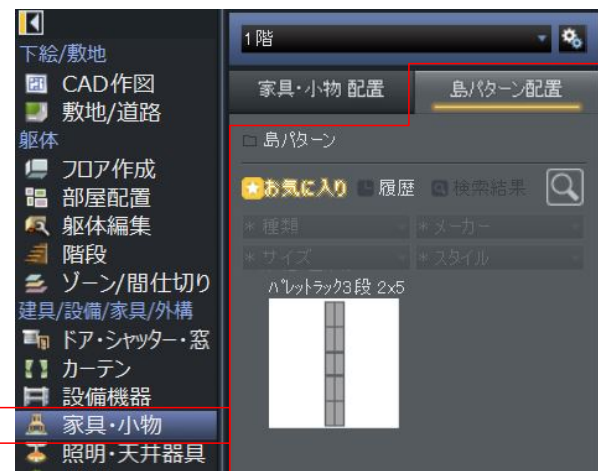 下絵/敷地
CAD作図
敷地/道路
躯体
フロア作成
部屋配置
躯体編集
階段
ゾーン/間仕切り
建具/設備/家具/外構
ドア・シャッター・窓
カーテン
設備機器
家具・小物
照明・天井器具
1階
家具・小物 配置
島パターン配置
島パターン
お気に入り
履歴
検索結果
* 種類
* メーカー
* サイズ
* スタイル
ﾊﾟﾚｯﾄﾗｯｸ3段 2x5